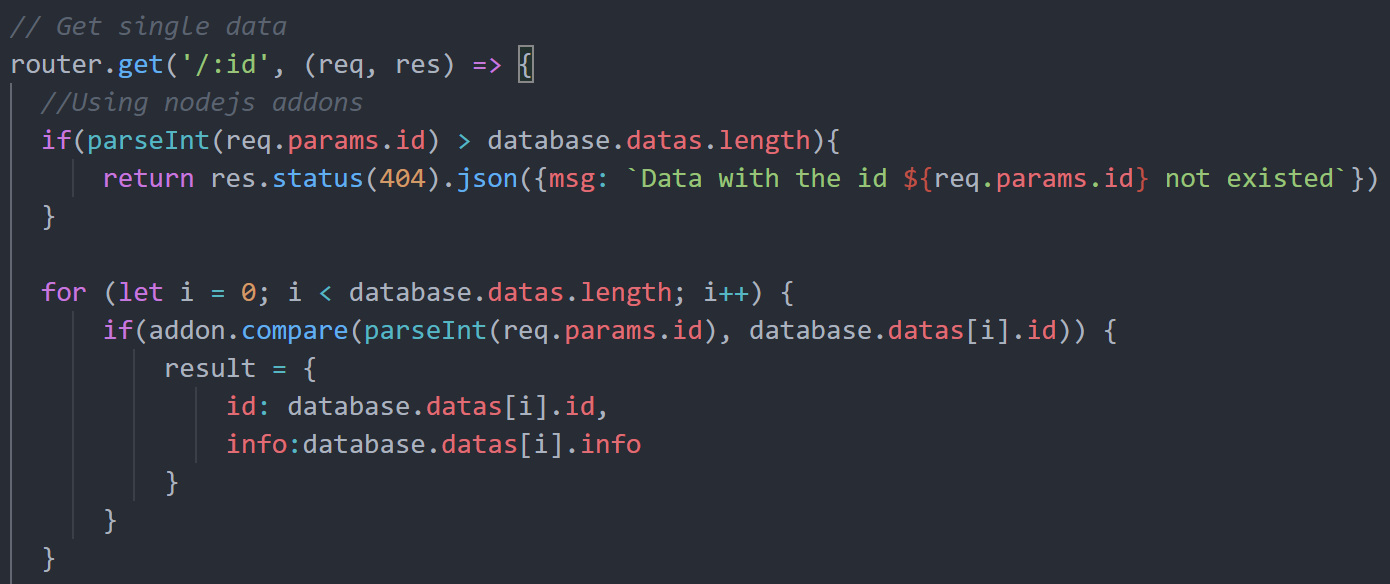 // Get single data
router.get('/:id', (req, res) => {
  //Using nodejs addons
  if(parseInt(req.params.id) > database.datas.length){
      return res.status(404).json({msg: `Data with the id ${req.params.id} not existed`})
  }

  for (let i = 0; i < database.datas.length; i++) {
      if(addon.compare(parseInt(req.params.id), database.datas[i].id)) {
          result = {
              id: database.datas[i].id,
              info:database.datas[i].info
          }
      }
  }